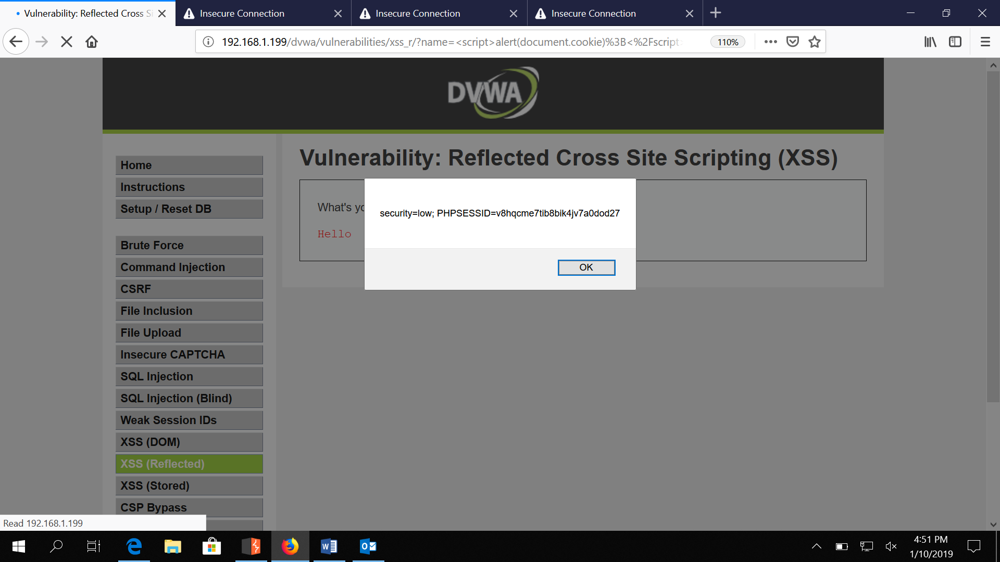 Vulnerability: Reflected Cross S
Insecure Connection
Insecure Connection
Insecure Connection
192.168.1.199/dvwa/vulnerabilities/xss_r/?name=<script>alert(document.cookie)%3B<%2Fscript>
110%
DVWA
Vulnerability: Reflected Cross Site Scripting (XSS)
Home
Instructions
Setup / Reset DB
Brute Force
Command Injection
CSRF
File Inclusion
File Upload
Insecure CAPTCHA
SQL Injection
SQL Injection (Blind)
Weak Session IDs
XSS (DOM)
XSS (Reflected)
XSS (Stored)
CSP Bypass
What's yo
Hello
security=low; PHPSESSID=v8hqcme7tib8bik4jv7a0dod27
OK
Read 192.168.1.199
4:51 PM
1/10/2019